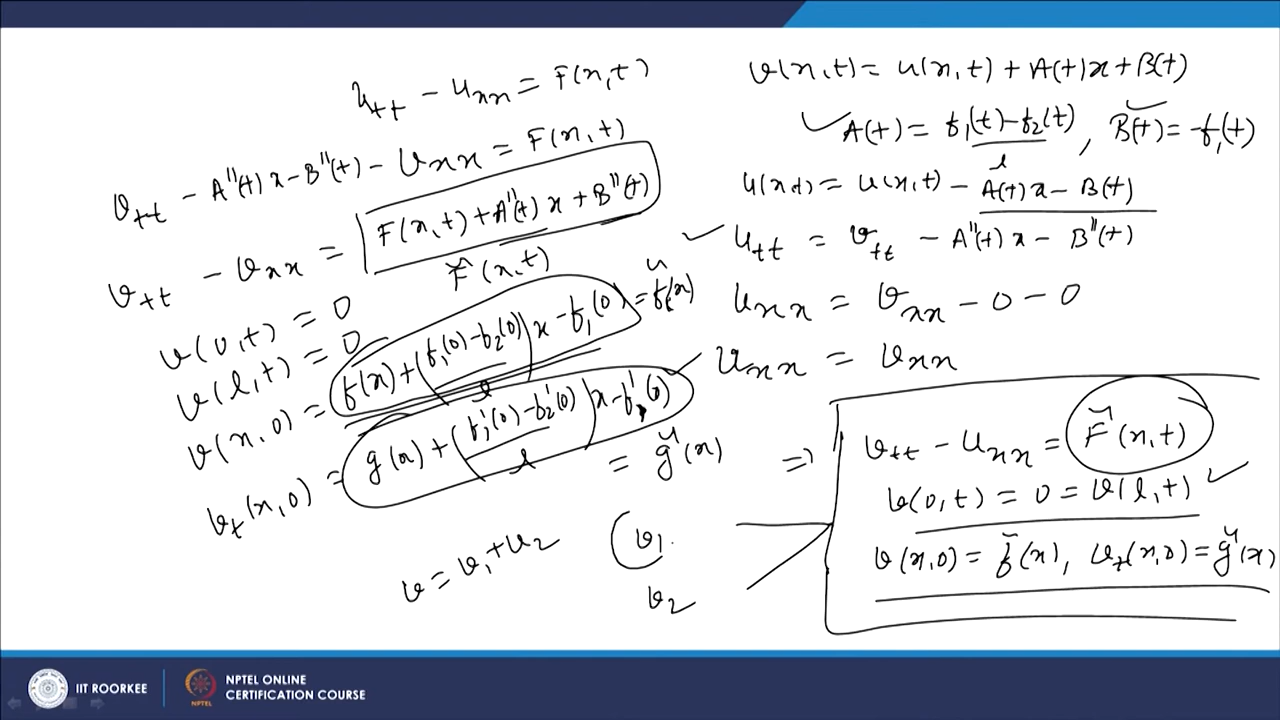 u_tt - u_xx = F(x,t)
v_tt - A''(t) x - B''(t) - v_xx = F(x,t)
v_tt - v_xx = F(x,t) + A''(t) x + B''(t)
F̌(x,t)
v(0,t) = 0
v(l,t) = 0
v(x,0) = f(x) + (f_1(0) - f_2(0) / l) x - f_1(0) = f̌(x)
v_t(x,0) = g(x) + (f_1'(0) - f_2'(0) / l) x - f_1'(0)
= ǧ(x)
v = v_1 + v_2
v_1
v_2
v(x,t) = u(x,t) + A(t)x + B(t)
✓ A(t) = f_1(t) - f_2(t) / l , B(t) = -f_1(t)
u(x,t) = u(x,t) - A(t) x - B(t)
✓ u_tt = v_tt - A''(t) x - B''(t)
u_xx = v_xx - 0 - 0
✓ u_xx = v_xx
⇒ v_tt - u_xx = F̌(x,t)
v(0,t) = 0 = v(l,t) ✓
v(x,0) = f̌(x), v_t(x,0) = ǧ(x)
IIT ROORKEE
NPTEL
NPTEL ONLINE
CERTIFICATION COURSE